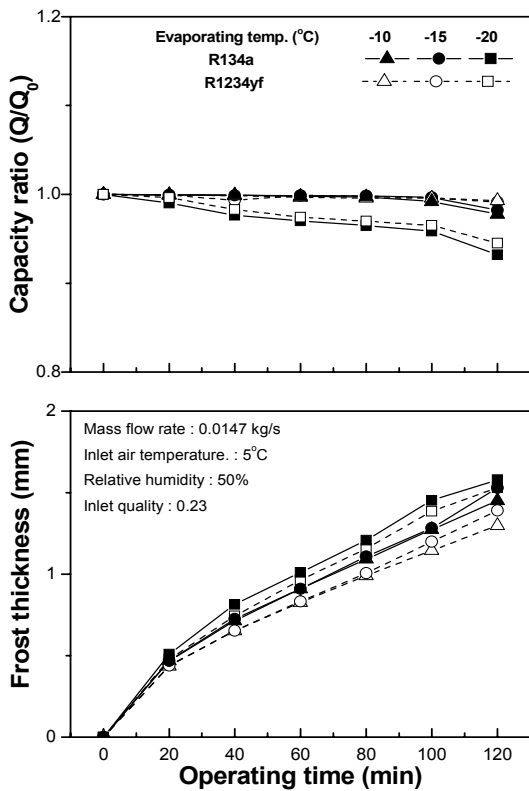 1.2
Evaporating temp. (°C) -10 -15 -20
R134a
R1234yf
1.0
0.8
Capacity ratio (Q/Q₀)
2
Mass flow rate : 0.0147 kg/s
Inlet air temperature. : 5°C
Relative humidity : 50%
Inlet quality : 0.23
1
0
Frost thickness (mm)
0 20 40 60 80 100 120
Operating time (min)